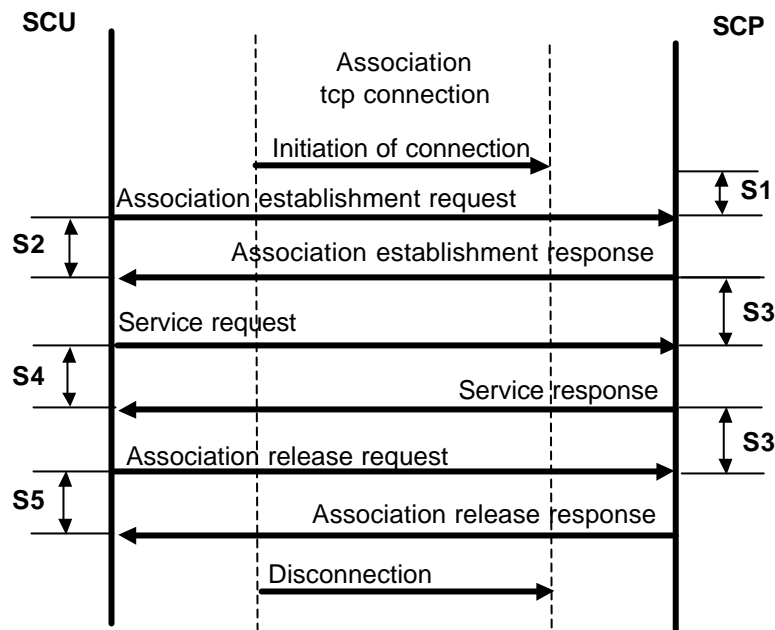 SCU
SCP
Association
tcp connection
Initiation of connection
S1
Association establishment request
S2
Association establishment response
S3
Service request
S4
Service response
S3
Association release request
S5
Association release response
Disconnection